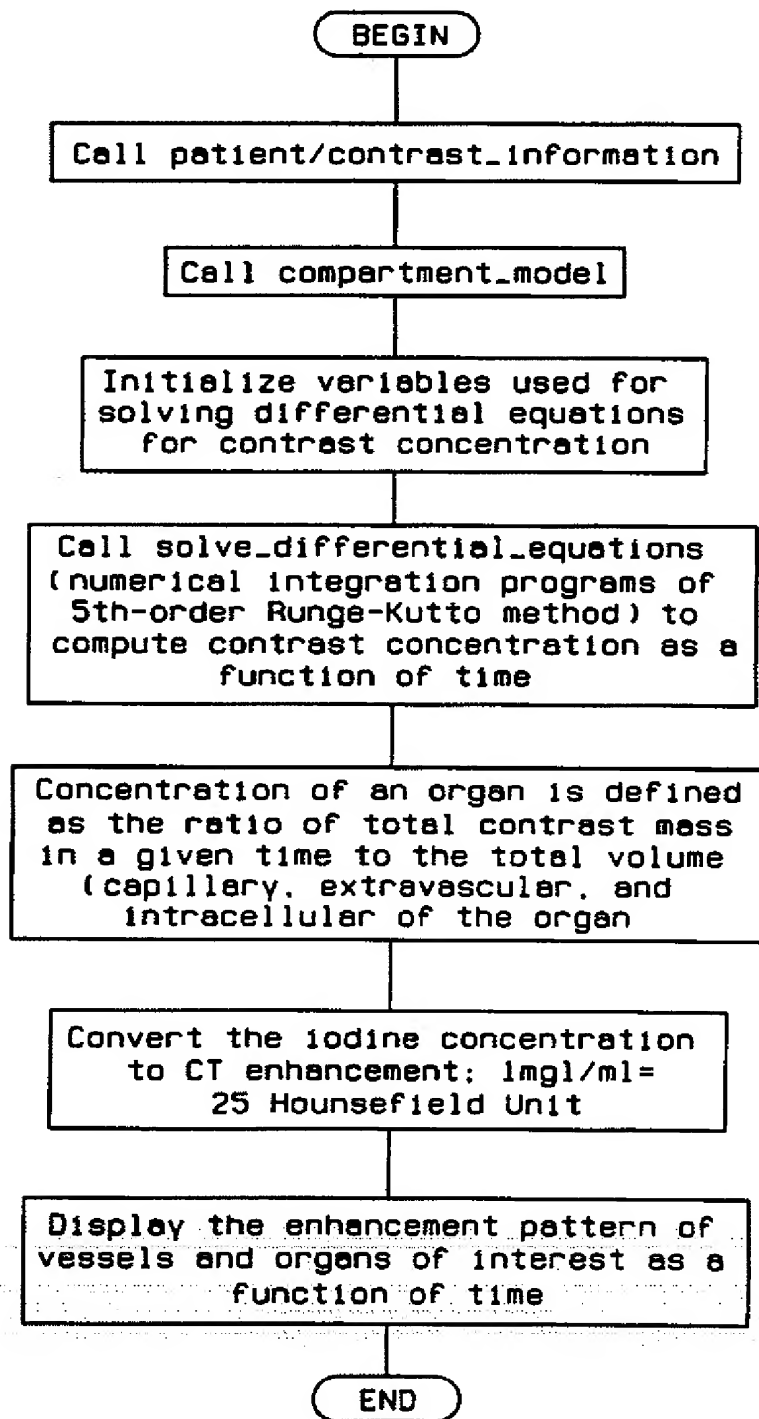 BEGIN
Call patient/contrast_information
Call compartment_model
Initialize variables used for
solving differential equations
for contrast concentration
Call solve_differential_equations
(numerical integration programs of
5th-order Runge-Kutto method) to
compute contrast concentration as a
function of time
Concentration of an organ is defined
as the ratio of total contrast mass
in a given time to the total volume
(capillary, extravascular, and
intracellular of the organ
Convert the iodine concentration
to CT enhancement: 1mgl/ml=
25 Hounsefield Unit
Display the enhancement pattern of
vessels and organs of interest as a
function of time
END